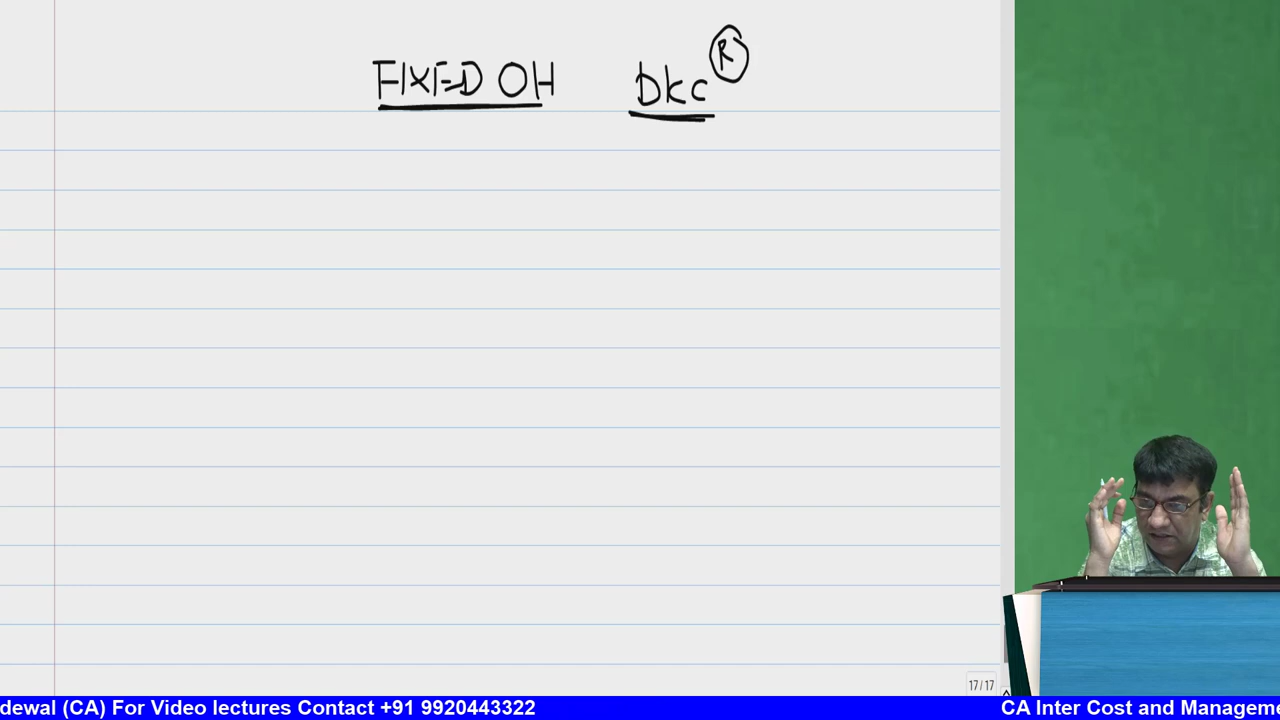 FIXED OH DKC ®
17/17
dewal (CA) For Video lectures Contact +91 9920443322
CA Inter Cost and Manageme